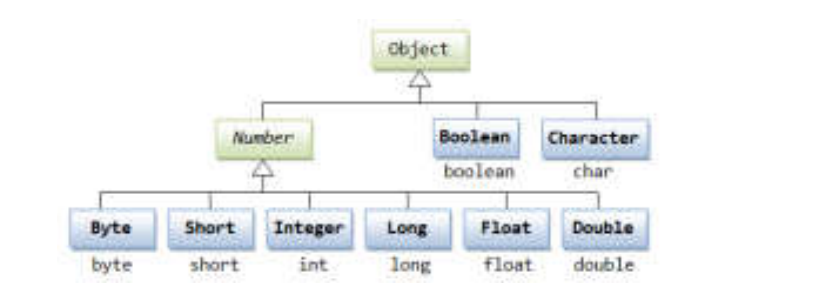 Object
Number Boolean Character
boolean char
Byte Short Integer Long Float Double
byte short int long float double